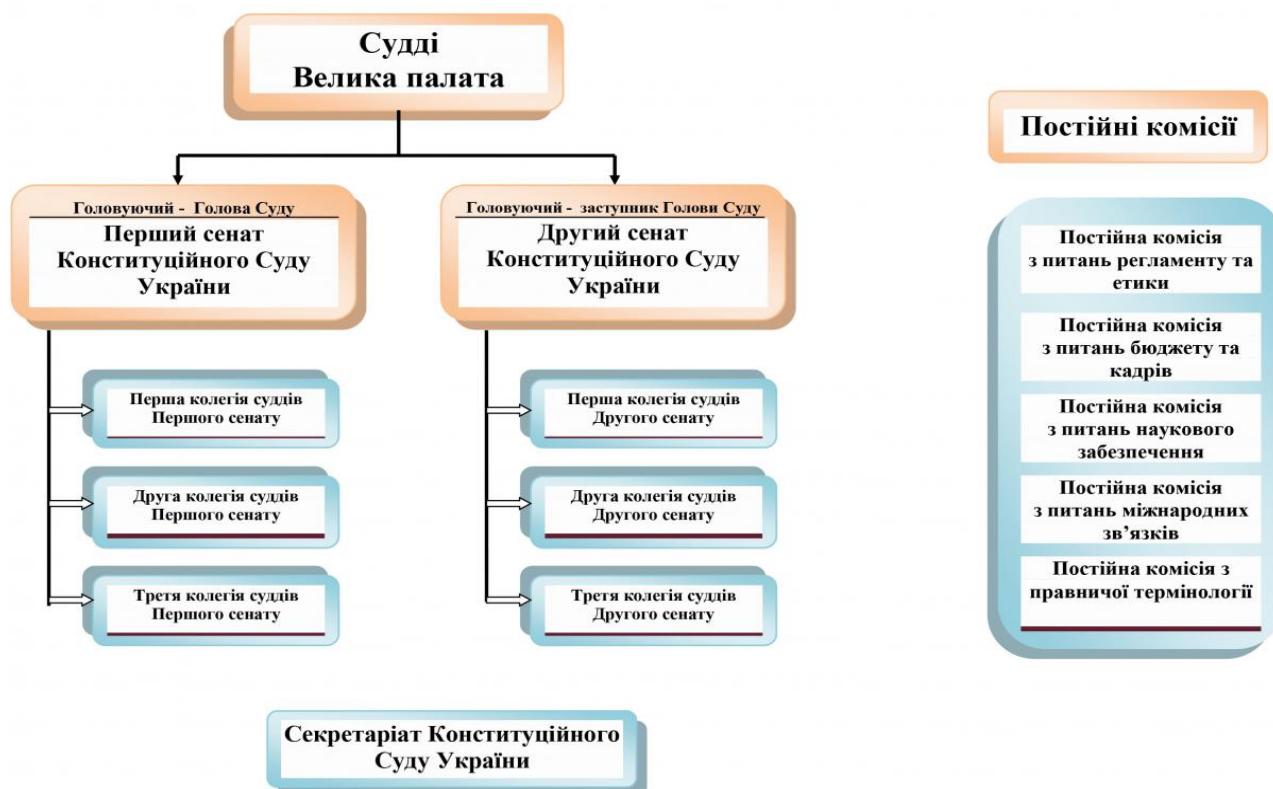 Судді
Велика палата
Постійні комісії
Головуючий - Голова Суду
Перший сенат
Конституційного Суду
України
Головуючий - заступник Голови Суду
Другий сенат
Конституційного Суду
України
Перша колегія суддів
Першого сенату
Друга колегія суддів
Першого сенату
Третя колегія суддів
Першого сенату
Перша колегія суддів
Другого сенату
Друга колегія суддів
Другого сенату
Третя колегія суддів
Другого сенату
Постійна комісія
з питань регламенту та
етики
Постійна комісія
з питань бюджету та
кадрів
Постійна комісія
з питань наукового
забезпечення
Постійна комісія
з питань міжнародних
зв’язків
Постійна комісія з
правничої термінології
Секретаріат Конституційного
Суду України